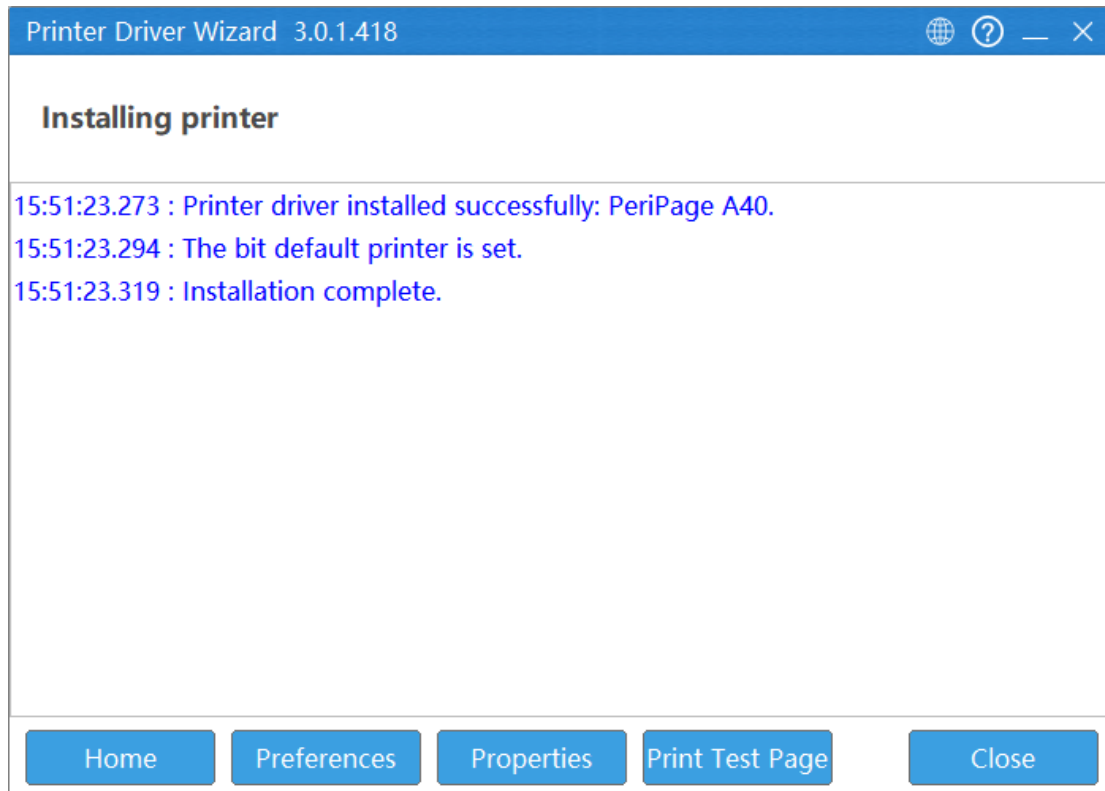 Printer Driver Wizard 3.0.1.418
Installing printer
15:51:23.273 : Printer driver installed successfully: PeriPage A40.
15:51:23.294 : The bit default printer is set.
15:51:23.319 : Installation complete.
Home Preferences Properties Print Test Page Close